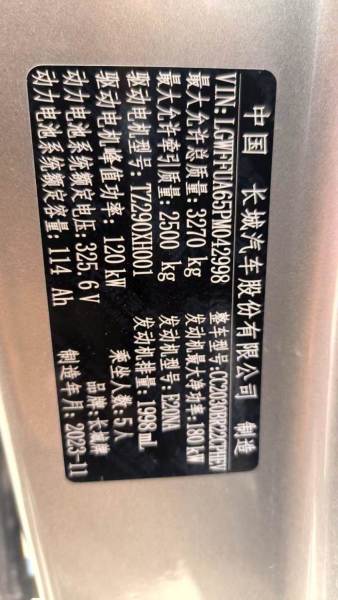 中国 长城汽车股份有限公司 制造
VIN: LGWFFUA65PM042998 整车型号: CC2030BR22CPHEV
最大允许总质量: 3270 kg 发动机最大净功率: 180 kW
最大允许牵引质量: 2500 kg 发动机型号: E20NA
驱动电机型号: TZ290XH0001 发动机排量: 1998 mL
驱动电机峰值功率: 120 kW 乘坐人数: 5人
动力电池系统额定电压: 325.6 V 品牌: 长城牌
动力电池系统额定容量: 114 Ah 制造年月: 2023-11